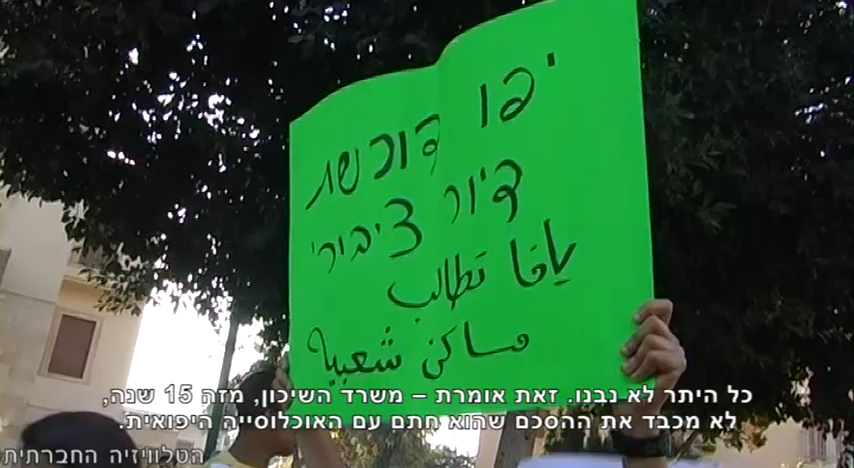 יפו דורשת
דיור
ציבורי
يافا تطالب
مساكن شعبية
כל היתר לא נבנו. זאת אומרת – משרד השיכון, מזה 15 שנה,
לא מכבד את ההסכם שהוא חתם עם האוכלוסייה היפואית.
הטלוויזיה החברתית